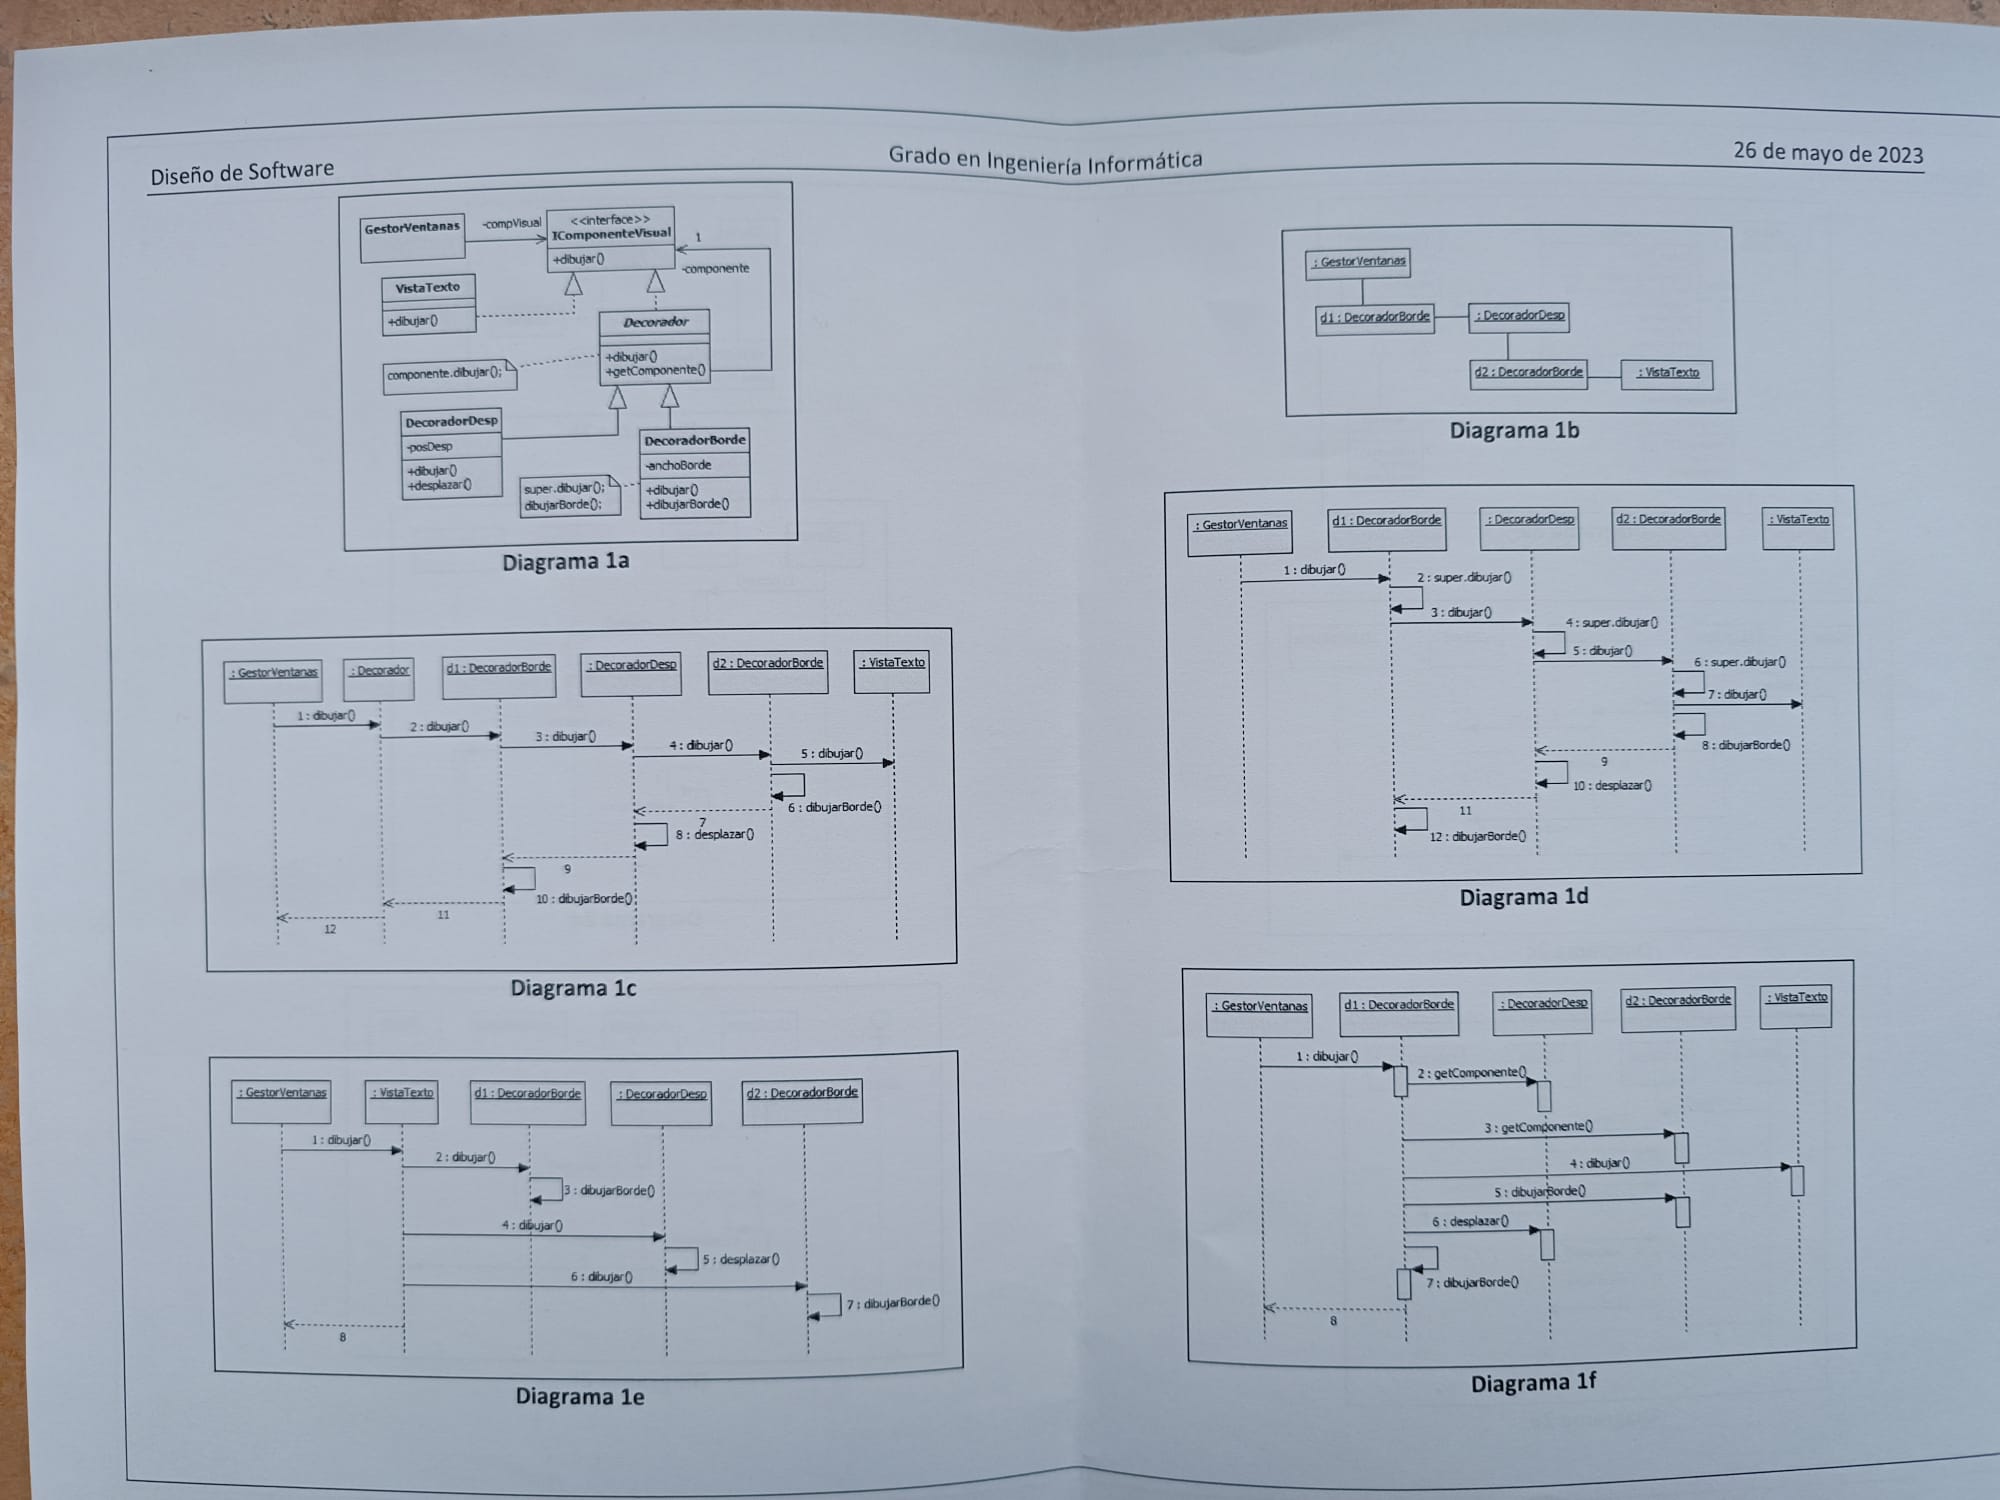 Diseño de Software
Grado en Ingeniería Informática
26 de mayo de 2023
GestorVentanas
-compVisual
<<interface>>
IComponenteVisual
+dibujar()
1
-componente
VistaTexto
+dibujar()
Decorador
+dibujar()
+getComponente()
componente.dibujar();
DecoradorDesp
-posDesp
+dibujar()
+desplazar()
super.dibujar();
dibujarBorde();
DecoradorBorde
-anchoBorde
+dibujar()
+dibujarBorde()
Diagrama 1a
: GestorVentanas
d1 : DecoradorBorde
: DecoradorDesp
d2 : DecoradorBorde
: VistaTexto
Diagrama 1b
: GestorVentanas
: Decorador
d1 : DecoradorBorde
: DecoradorDesp
d2 : DecoradorBorde
: VistaTexto
1 : dibujar()
2 : dibujar()
3 : dibujar()
4 : dibujar()
5 : dibujar()
6 : dibujarBorde()
7
8 : desplazar()
9
10 : dibujarBorde()
11
12
Diagrama 1c
: GestorVentanas
d1 : DecoradorBorde
: DecoradorDesp
d2 : DecoradorBorde
: VistaTexto
1 : dibujar()
2 : super.dibujar()
3 : dibujar()
4 : super.dibujar()
5 : dibujar()
6 : super.dibujar()
7 : dibujar()
8 : dibujarBorde()
9
10 : desplazar()
11
12 : dibujarBorde()
Diagrama 1d
: GestorVentanas
: VistaTexto
d1 : DecoradorBorde
: DecoradorDesp
d2 : DecoradorBorde
1 : dibujar()
2 : dibujar()
3 : dibujarBorde()
4 : dibujar()
5 : desplazar()
6 : dibujar()
7 : dibujarBorde()
8
Diagrama 1e
: GestorVentanas
d1 : DecoradorBorde
: DecoradorDesp
d2 : DecoradorBorde
: VistaTexto
1 : dibujar()
2 : getComponente()
3 : getComponente()
4 : dibujar()
5 : dibujarBorde()
6 : desplazar()
7 : dibujarBorde()
8
Diagrama 1f